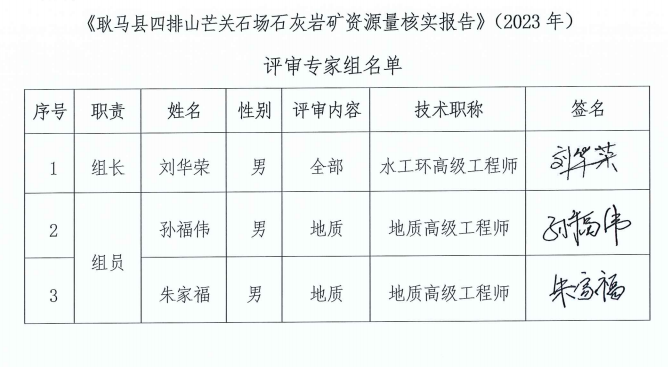 《耿马县四排山芒关石场石灰岩矿资源量核实报告》（2023 年）
评审专家组名单
序号 职责 姓名 性别 评审内容 技术职称 签名
1 组长 刘华荣 男 全部 水工环高级工程师 刘华荣
2 组员 孙福伟 男 地质 地质高级工程师 孙福伟
3 朱家福 男 地质 地质高级工程师 朱家福